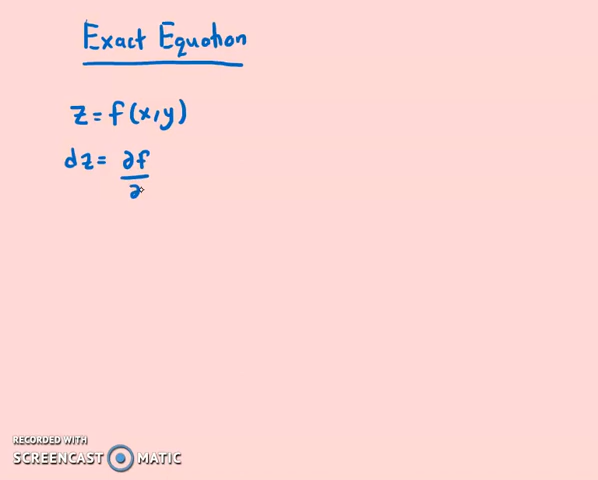 Exact Equation
z = f(x,y)
dz = ∂f
∂
RECORDED WITH
SCREENCAST MATIC